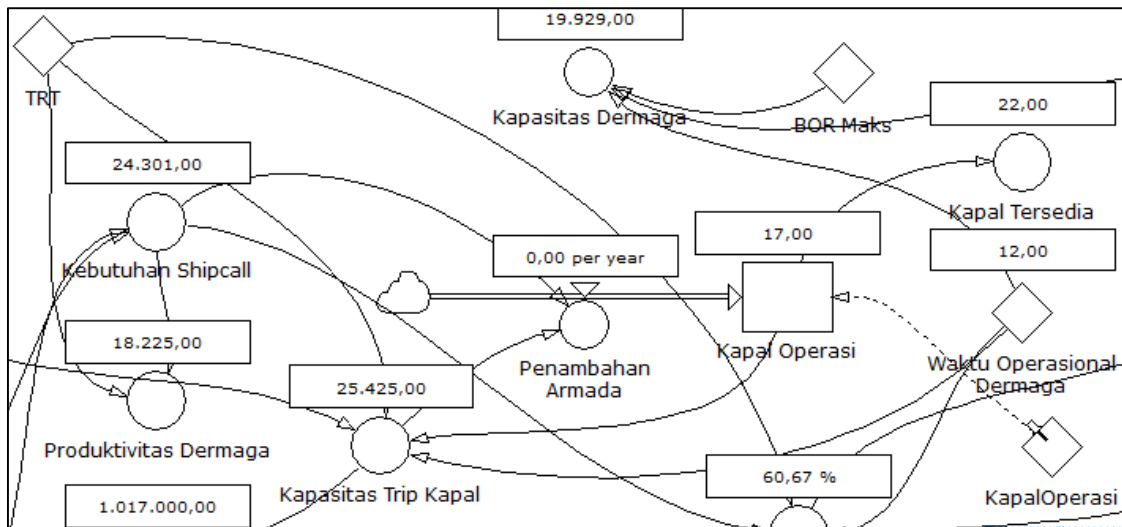 19.929,00
TRT
Kapasitas Dermaga
BOR Maks
22,00
24.301,00
Kapal Tersedia
17,00
12,00
0,00 per year
Kebutuhan Shipcall
18.225,00
Kapal Operasi
Penambahan
Armada
Waktu Operasional
Dermaga
25.425,00
Produktivitas Dermaga
Kapasitas Trip Kapal
60,67 %
KapalOperasi
1.017.000,00